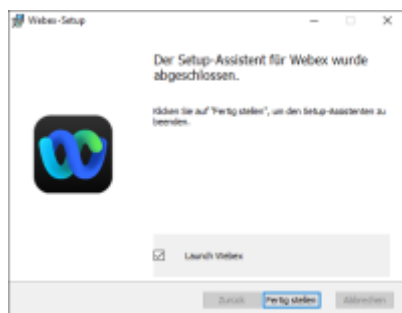 Webex-Setup
Der Setup-Assistent für Webex wurde
abgeschlossen.
Klicken Sie auf "Fertig stellen", um den Setup-Assistenten zu
beenden.
Launch Webex
Zurück Fertig stellen Abbrechen